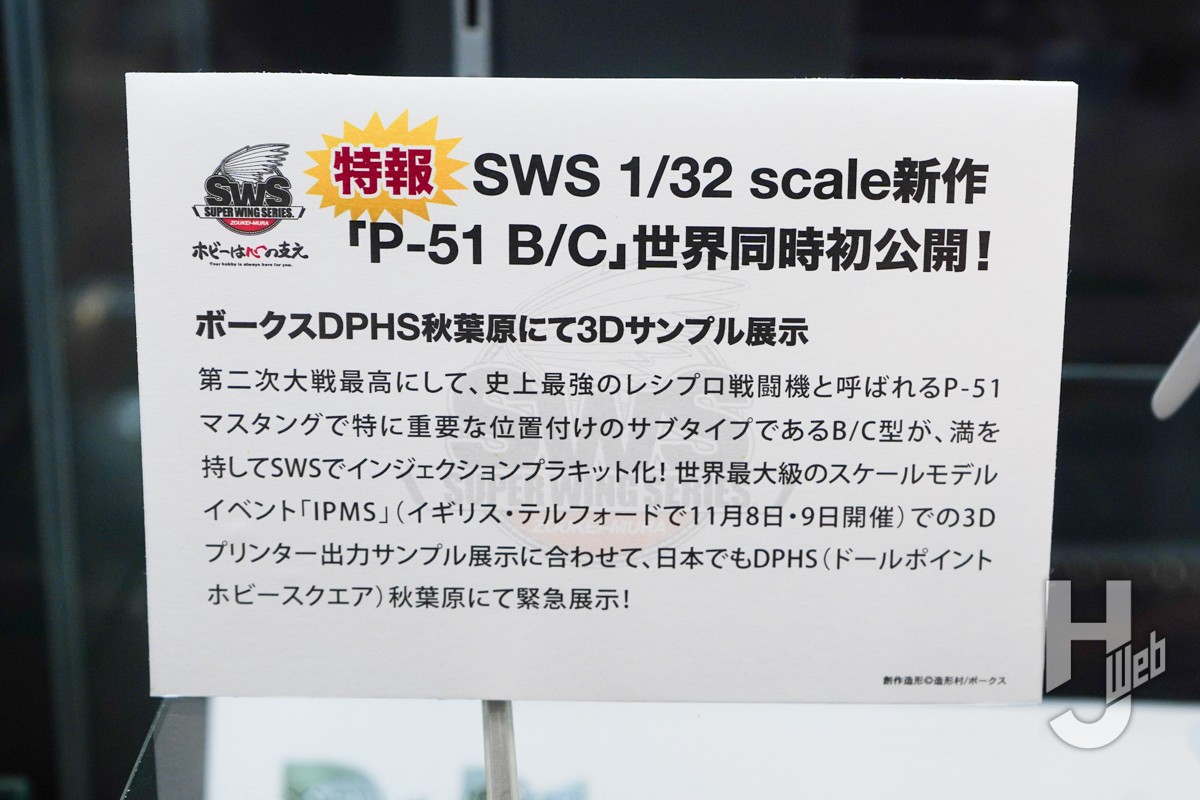 特報
SWS 1/32 scale新作
「P-51 B/C」世界同時初公開！
SWS
SUPER WING SERIES.
ZOUKEI-MURA
ホビーは心の支え
Your hobby is always here for you.
ボークスDPHS秋葉原にて3Dサンプル展示
第二次大戦最高にして、史上最強のレシプロ戦闘機と呼ばれるP-51
マスタングで特に重要な位置付けのサブタイプであるB/C型が、満を
持してSWSでインジェクションプラキット化！世界最大級のスケールモデル
イベント「IPMS」（イギリス・テルフォードで11月8日・9日開催）での3D
プリンター出力サンプル展示に合わせて、日本でもDPHS（ドールポイント
ホビースクエア）秋葉原にて緊急展示！
SWS
SUPER WING SERIES.
ZOUKEI-MURA
創作造形©造形村/ボークス
HJ Web